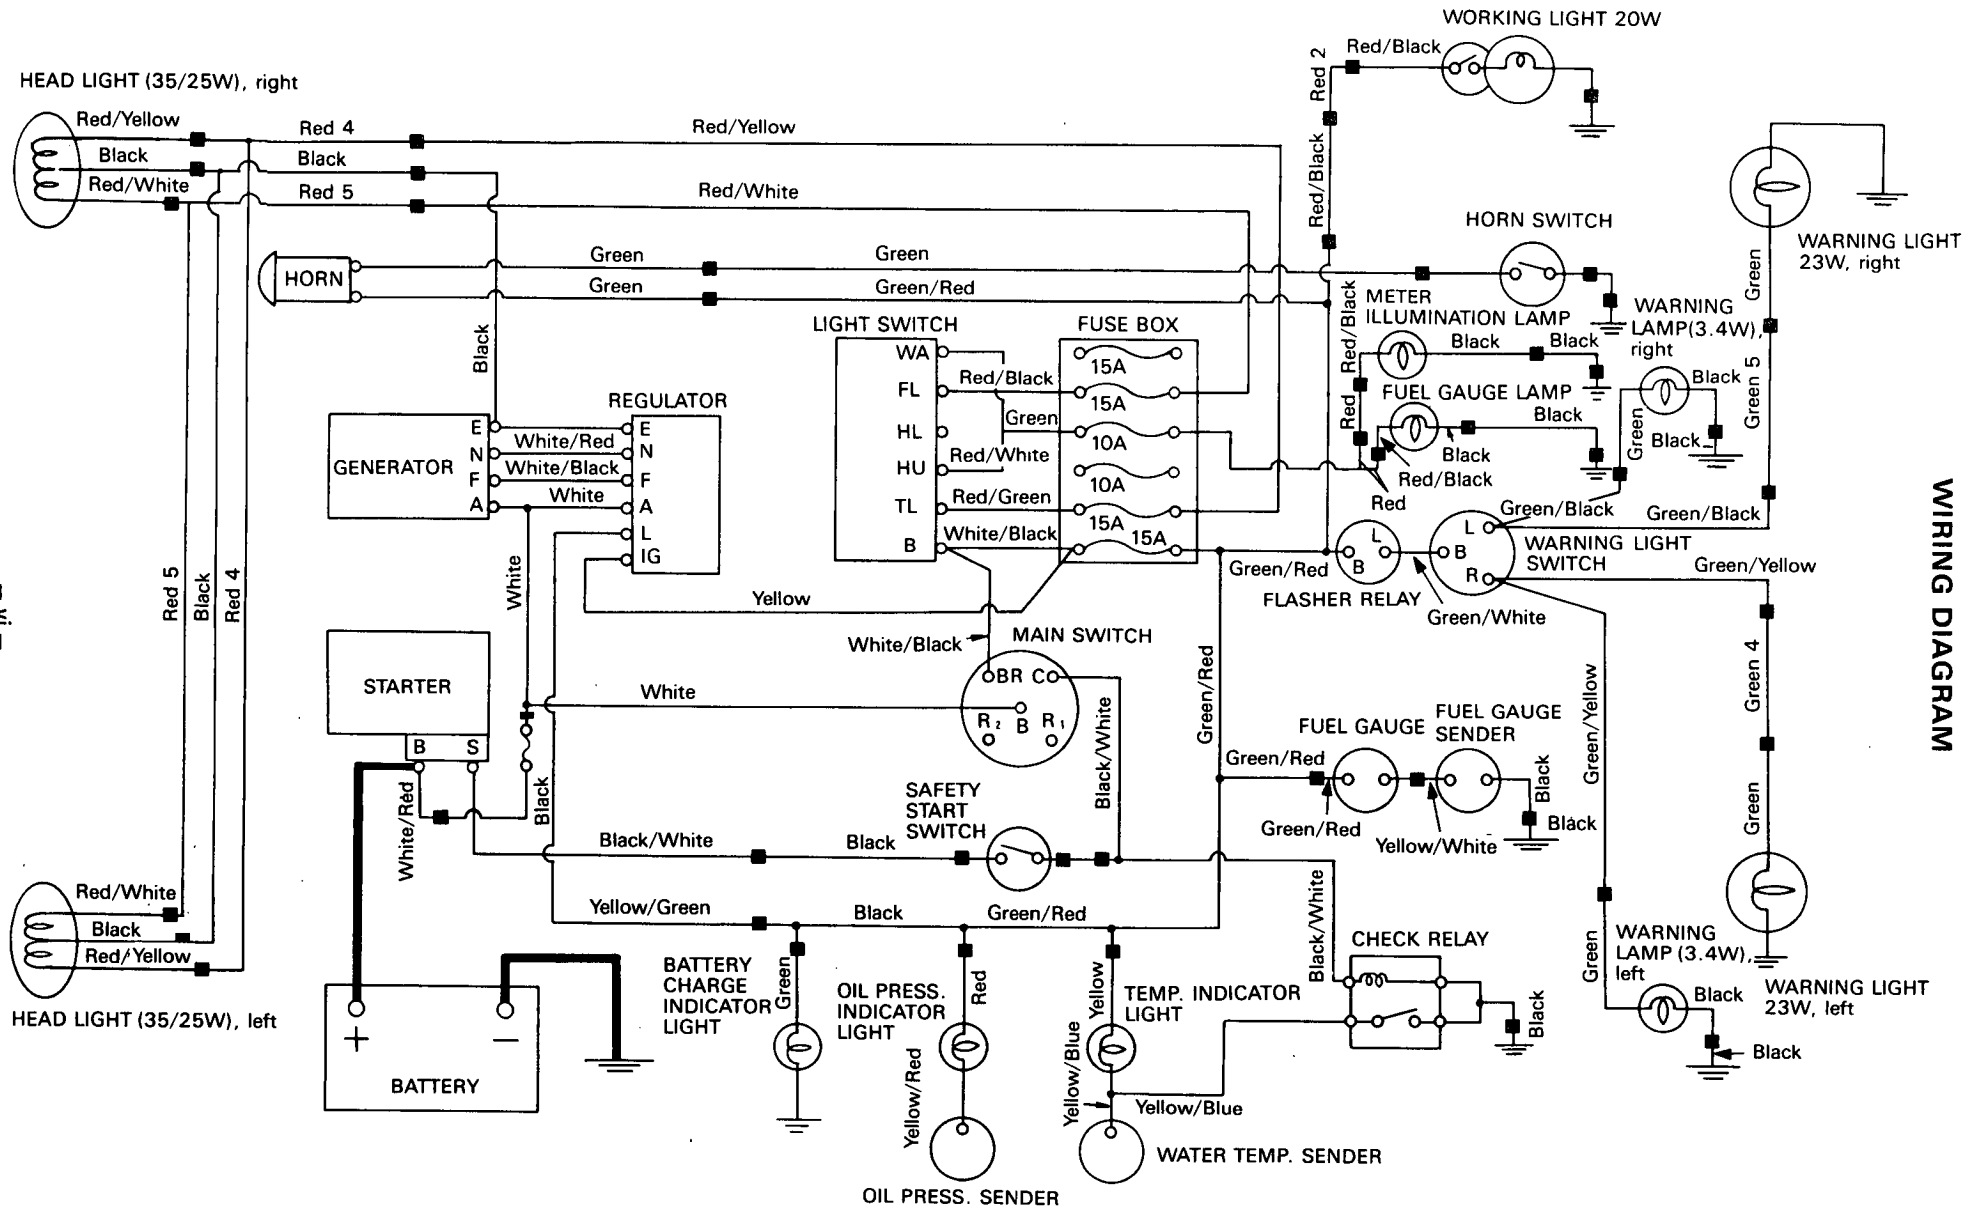 WORKING LIGHT 20W
Red/Black
Red 2
HEAD LIGHT (35/25W), right
Red/Yellow
Red 4
Red/Yellow
Black
Black
Red/White
Red 5
Red/White
Red/Black
HORN SWITCH
WARNING LIGHT
23W, right
Green
HORN
Green
Green
Green
Green/Red
Black
LIGHT SWITCH
FUSE BOX
METER
ILLUMINATION LAMP
Red/Black
Black
Black
WARNING
LAMP(3.4W),
right
Black
Green
Black
Green 5
WA
FL
HL
HU
TL
B
Red/Black
Green
Red/White
Red/Green
White/Black
15A
15A
10A
10A
15A
15A
FUEL GAUGE LAMP
Red
Black
Black
Red/Black
Red
REGULATOR
E
N
F
A
L
IG
GENERATOR
E
N
F
A
White/Red
White/Black
White
White
Yellow
Green/Black
Green/Black
L
B
R
WARNING LIGHT
SWITCH
Green/Yellow
Green/Red
L
B
FLASHER RELAY
Green/White
WIRING DIAGRAM
Red 5
Black
Red 4
STARTER
B
S
White/Black
MAIN SWITCH
BR
C
R2
B
R1
White
Black/White
Green/Red
Green/Yellow
Green 4
FUEL GAUGE
FUEL GAUGE
SENDER
Green/Red
Green/Red
Yellow/White
Black
Black
Green
White/Red
Black
SAFETY
START
SWITCH
Black/White
Black
Black/White
Red/White
Black
Red/Yellow
HEAD LIGHT (35/25W), left
Yellow/Green
Black
Green/Red
BATTERY
CHARGE
INDICATOR
LIGHT
Green
OIL PRESS.
INDICATOR
LIGHT
Red
Yellow/Red
Yellow
TEMP. INDICATOR
LIGHT
Yellow/Blue
Yellow/Blue
CHECK RELAY
Black
Green
WARNING
LAMP (3.4W),
left
Black
Black
WARNING LIGHT
23W, left
+
−
BATTERY
WATER TEMP. SENDER
OIL PRESS. SENDER